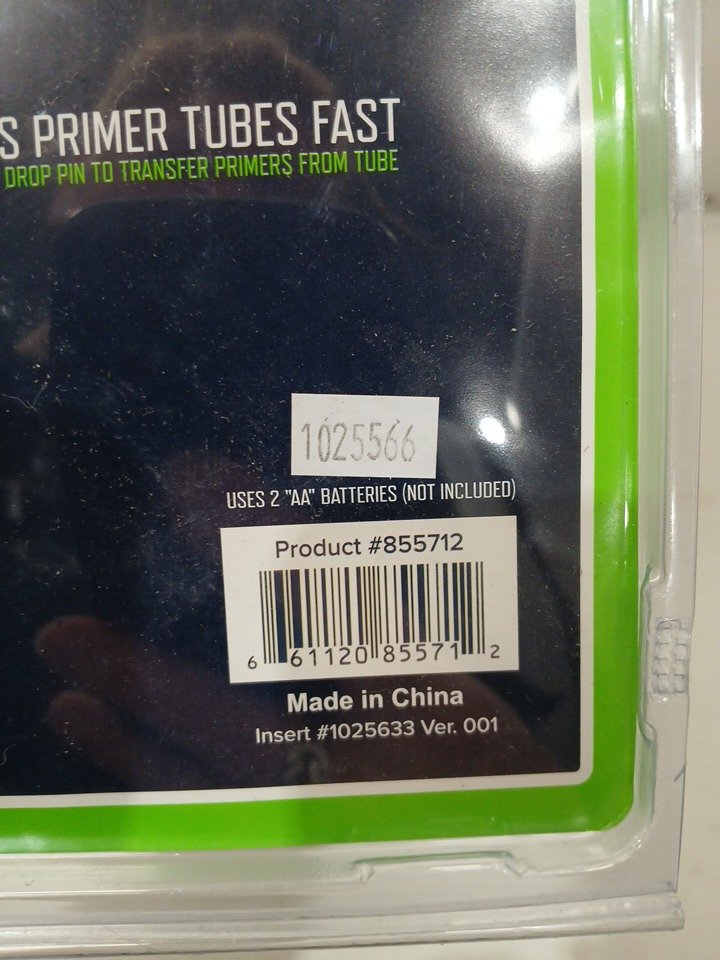 S PRIMER TUBES FAST
DROP PIN TO TRANSFER PRIMERS FROM TUBE
1025566
USES 2 "AA" BATTERIES (NOT INCLUDED)
Product #855712
6 61120 85571 2
Made in China
Insert #1025633 Ver. 001